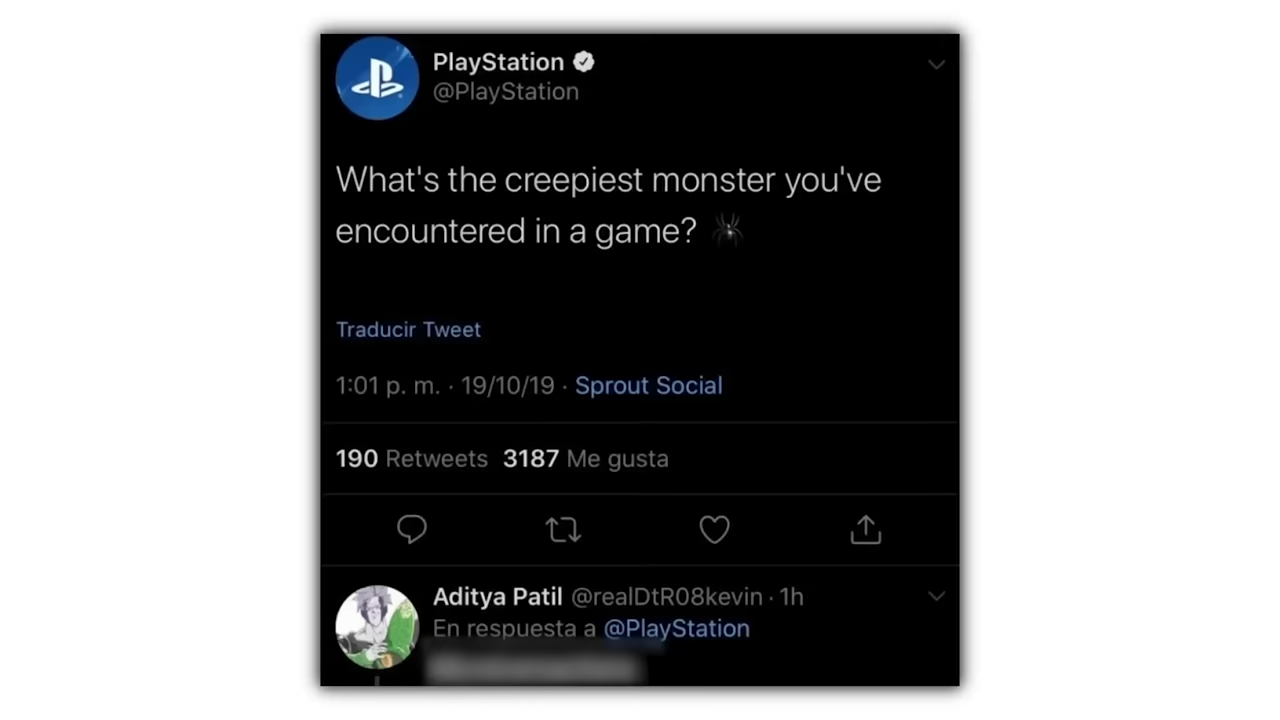 PlayStation
@PlayStation
What's the creepiest monster you've
encountered in a game? 🕷
Traducir Tweet
1:01 p. m. · 19/10/19 · Sprout Social
190 Retweets 3187 Me gusta
Aditya Patil @realDtR08kevin · 1h
En respuesta a @PlayStation